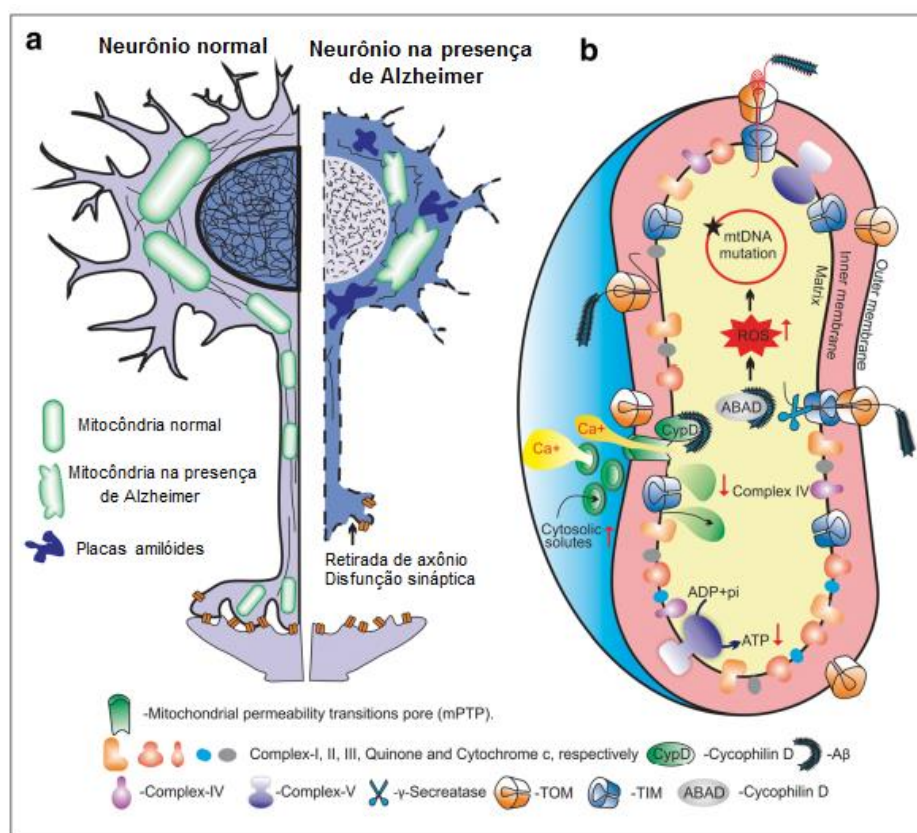 a
Neurônio normal
Neurônio na presença
de Alzheimer
Mitocôndria normal
Mitocôndria na presença
de Alzheimer
Placas amilóides
Retirada de axônio
Disfunção sináptica
b
mtDNA
mutation
Matrix
Inner membrane
Outer membrane
ROS
ABAD
CypD
Ca+
Ca+
Complex IV
Cytosolic
solutes
ADP+pi
ATP
-Mitochondrial permeability transitions pore (mPTP).
Complex-I, II, III, Quinone and Cytochrome c, respectively
CypD
-Cycophilin D
-Aβ
-Complex-IV
-Complex-V
-γ-Secreatase
-TOM
-TIM
ABAD
-Cycophilin D